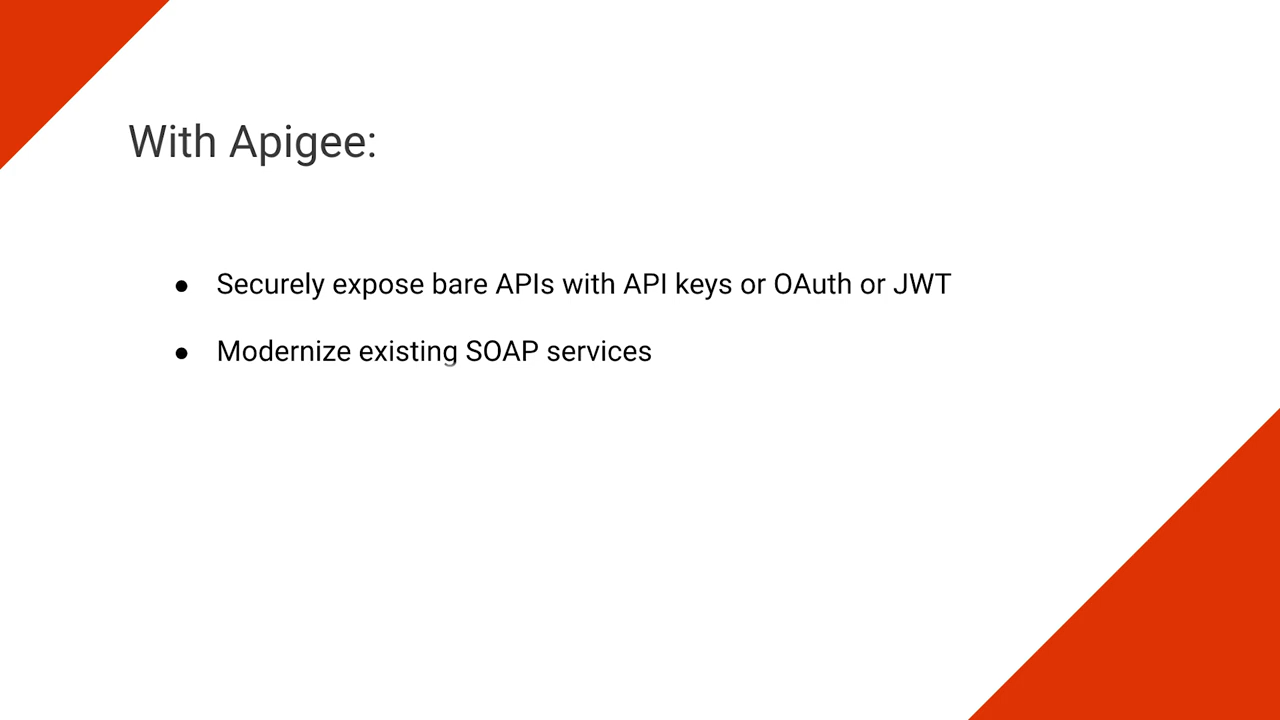 With Apigee:
● Securely expose bare APIs with API keys or OAuth or JWT
● Modernize existing SOAP services